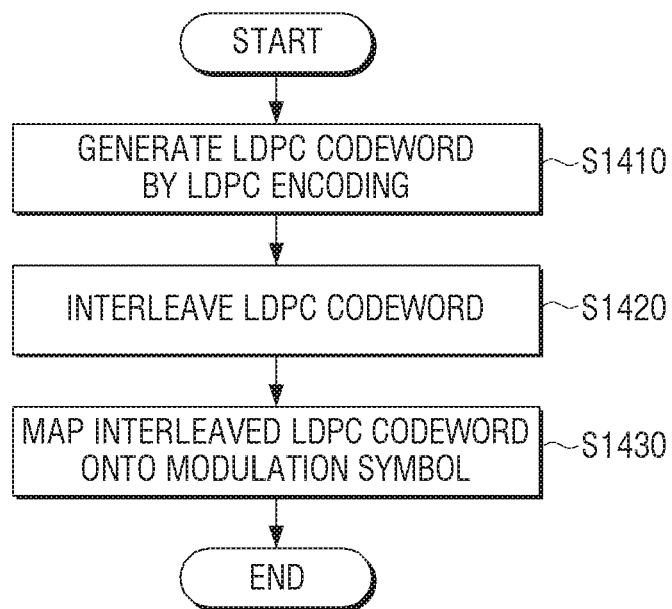 START
GENERATE LDPC CODEWORD
BY LDPC ENCODING
S1410
INTERLEAVE LDPC CODEWORD
S1420
MAP INTERLEAVED LDPC CODEWORD
ONTO MODULATION SYMBOL
S1430
END